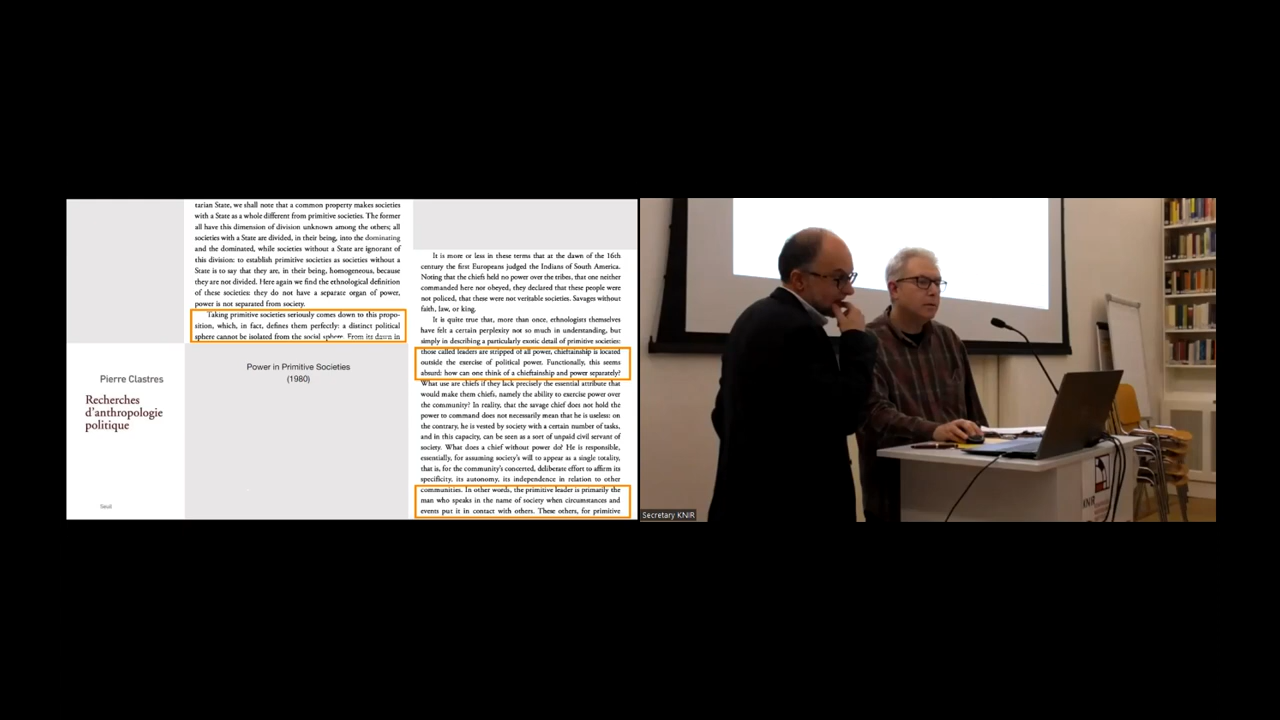 tarian State, we shall note that a common property makes societies
with a State as a whole different from primitive societies. The former
all have this dimension of division unknown among the others; all
societies with a State are divided, in their being, into the dominating
and the dominated, while societies without a State are ignorant of
this division: to establish primitive societies as societies without a
State is to say that they are, in their being, homogeneous, because
they are not divided. Here again we find the ethnological definition
of these societies: they do not have a separate organ of power,
power is not separated from society.
Taking primitive societies seriously comes down to this propo-
sition, which, in fact, defines them perfectly: a distinct political
sphere cannot be isolated from the social sphere. From its dawn in
Pierre Clastres
Recherches
d'anthropologie
politique
Seuil
Power in Primitive Societies
(1980)
It is more or less in these terms that at the dawn of the 16th
century the first Europeans judged the Indians of South America.
Noting that the chiefs held no power over the tribes, that one neither
commanded here nor obeyed, they declared that these people were
not policed, that these were not veritable societies. Savages without
faith, law, or king.
It is quite true that, more than once, ethnologists themselves
have felt a certain perplexity not so much in understanding, but
simply in describing a particularly exotic detail of primitive societies:
those called leaders are stripped of all power, chieftainship is located
outside the exercise of political power. Functionally, this seems
absurd: how can one think of a chieftainship and power separately?
What use are chiefs if they lack precisely the essential attribute that
would make them chiefs, namely the ability to exercise power over
the community? In reality, that the savage chief does not hold the
power to command does not necessarily mean that he is useless: on
the contrary, he is vested by society with a certain number of tasks,
and in this capacity, can be seen as a sort of unpaid civil servant of
society. What does a chief without power do? He is responsible,
essentially, for assuming society's will to appear as a single totality,
that is, for the community's concerted, deliberate effort to affirm its
specificity, its autonomy, its independence in relation to other
communities. In other words, the primitive leader is primarily the
man who speaks in the name of society when circumstances and
events put it in contact with others. These others, for primitive
Secretary KNIR
KNIR